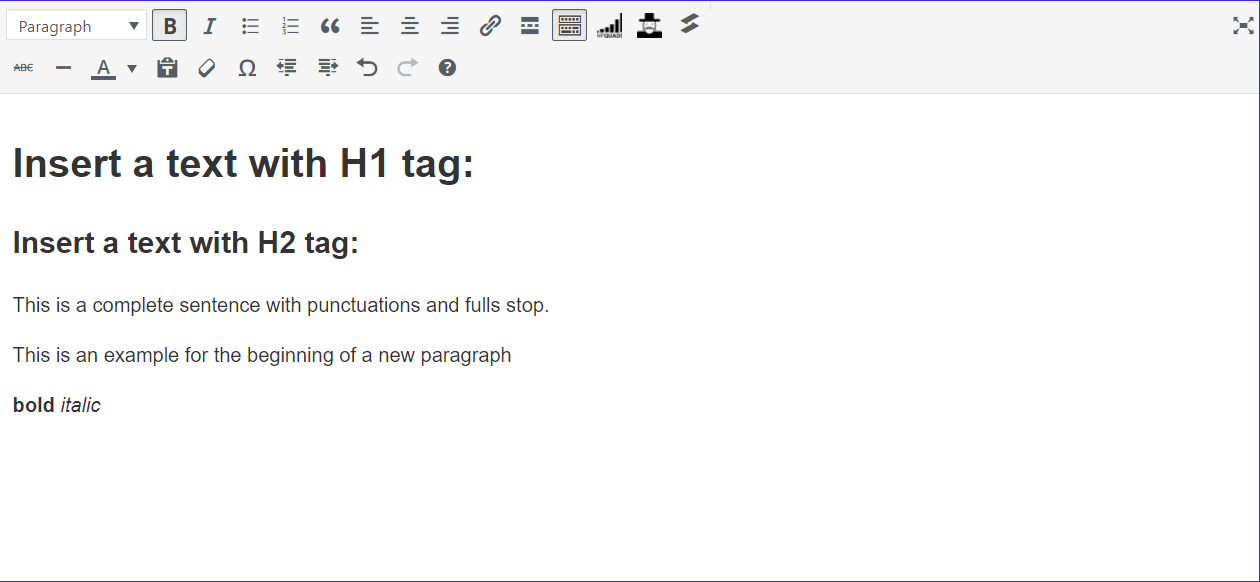 Paragraph
B I
ABC A Ω
Insert a text with H1 tag:
Insert a text with H2 tag:
This is a complete sentence with punctuations and fulls stop.
This is an example for the beginning of a new paragraph
bold italic